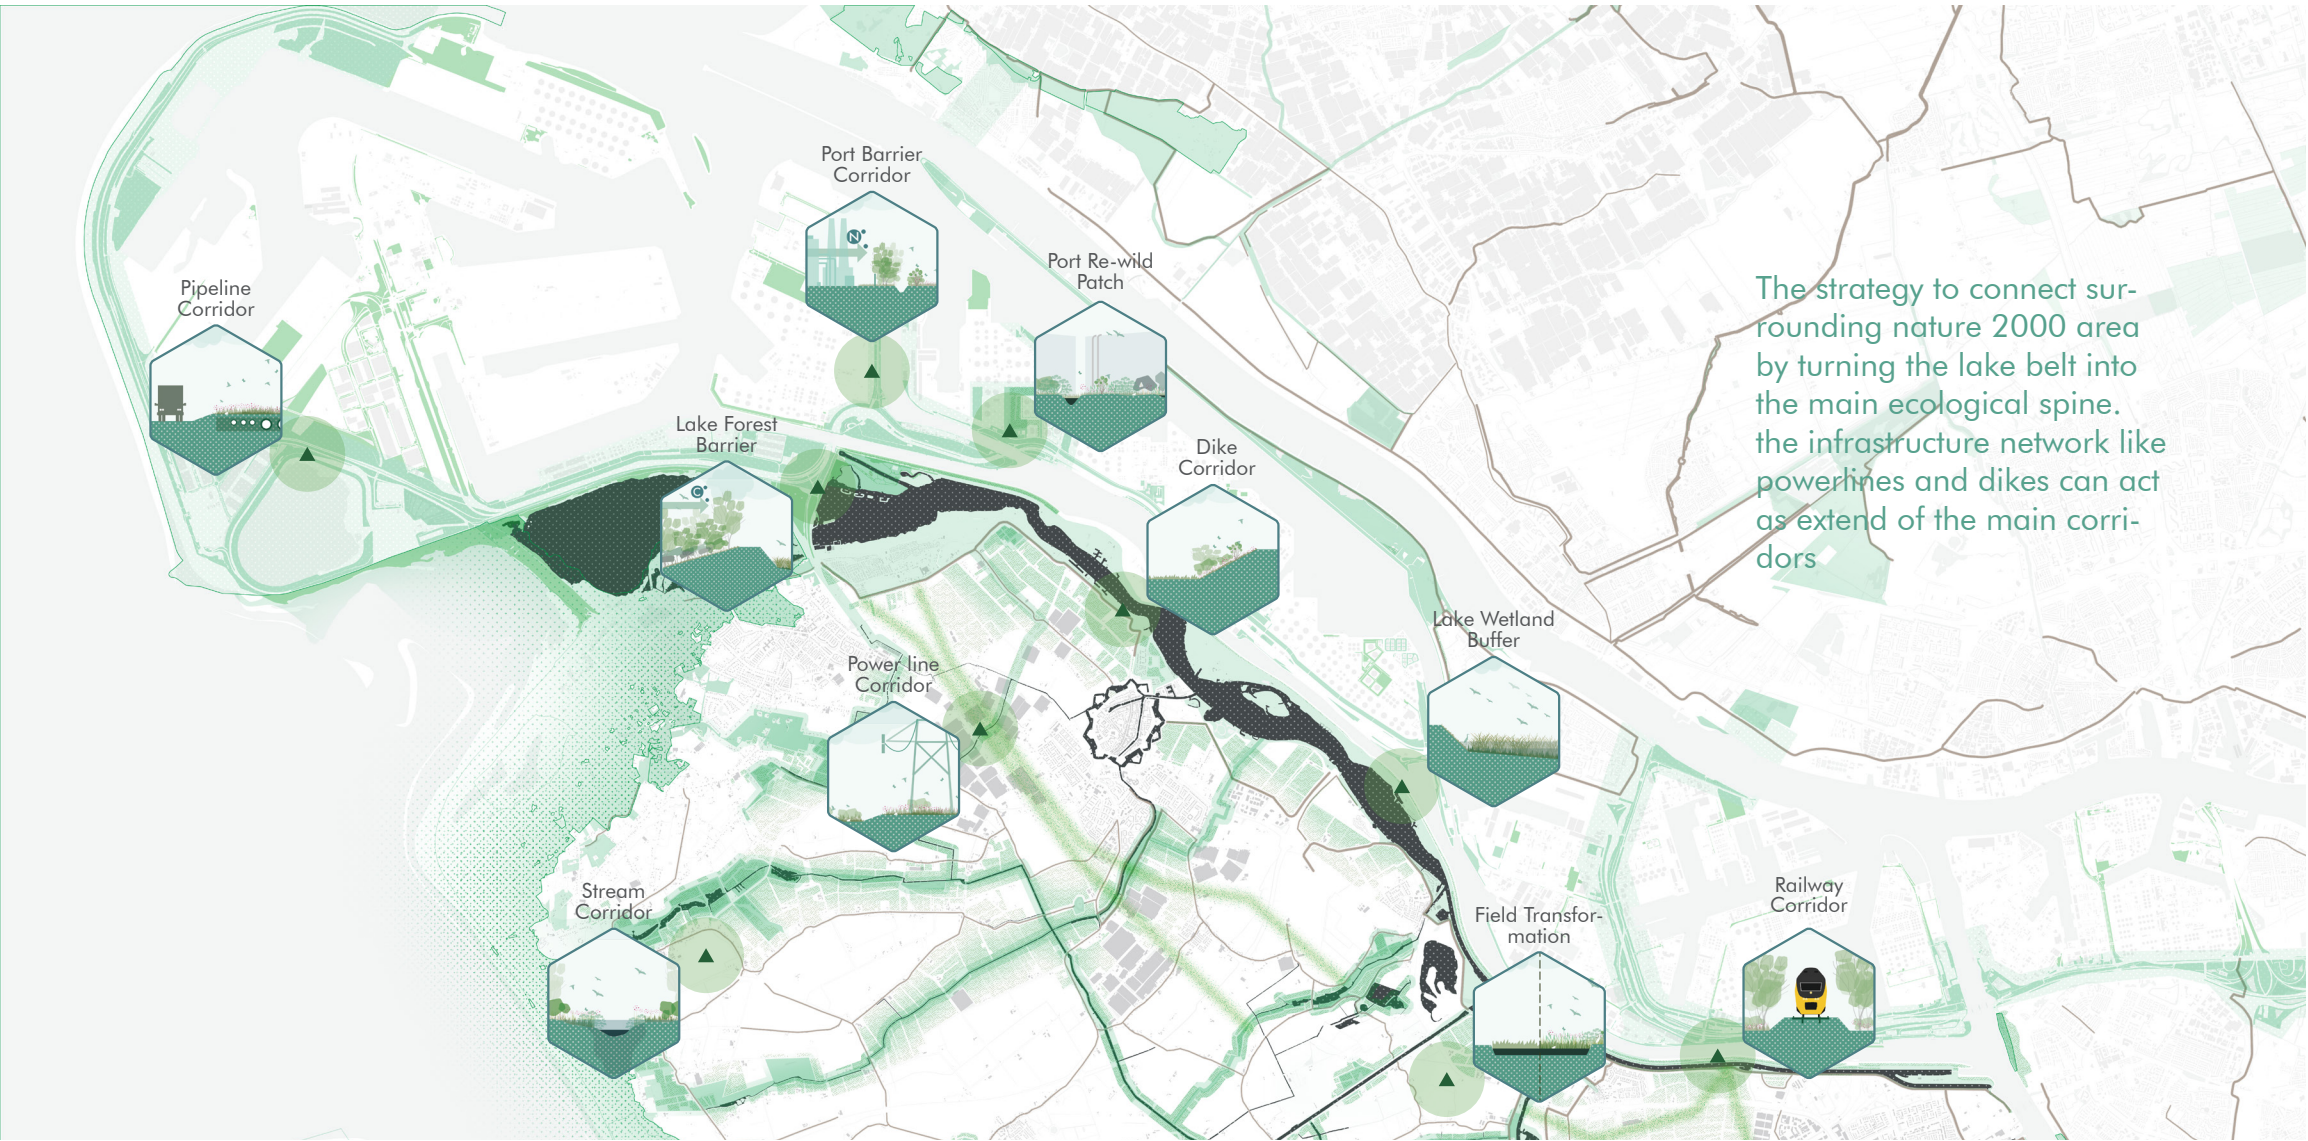 Port Barrier
Corridor
N
Port Re-wild
Patch
Pipeline
Corridor
The strategy to connect sur-
rounding nature 2000 area
by turning the lake belt into
the main ecological spine.
the infrastructure network like
powerlines and dikes can act
as extend of the main corri-
dors
Lake Forest
Barrier
C
Dike
Corridor
Lake Wetland
Buffer
Power line
Corridor
Stream
Corridor
Field Transfor-
mation
Railway
Corridor